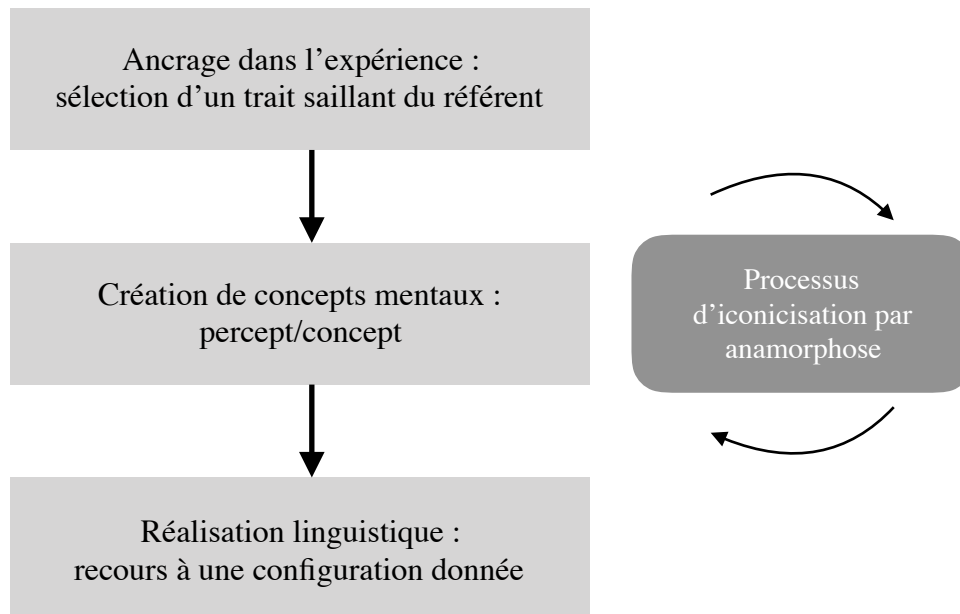 Ancrage dans l’expérience :
sélection d’un trait saillant du référent
Création de concepts mentaux :
percept/concept
Processus
d’iconicisation par
anamorphose
Réalisation linguistique :
recours à une configuration donnée